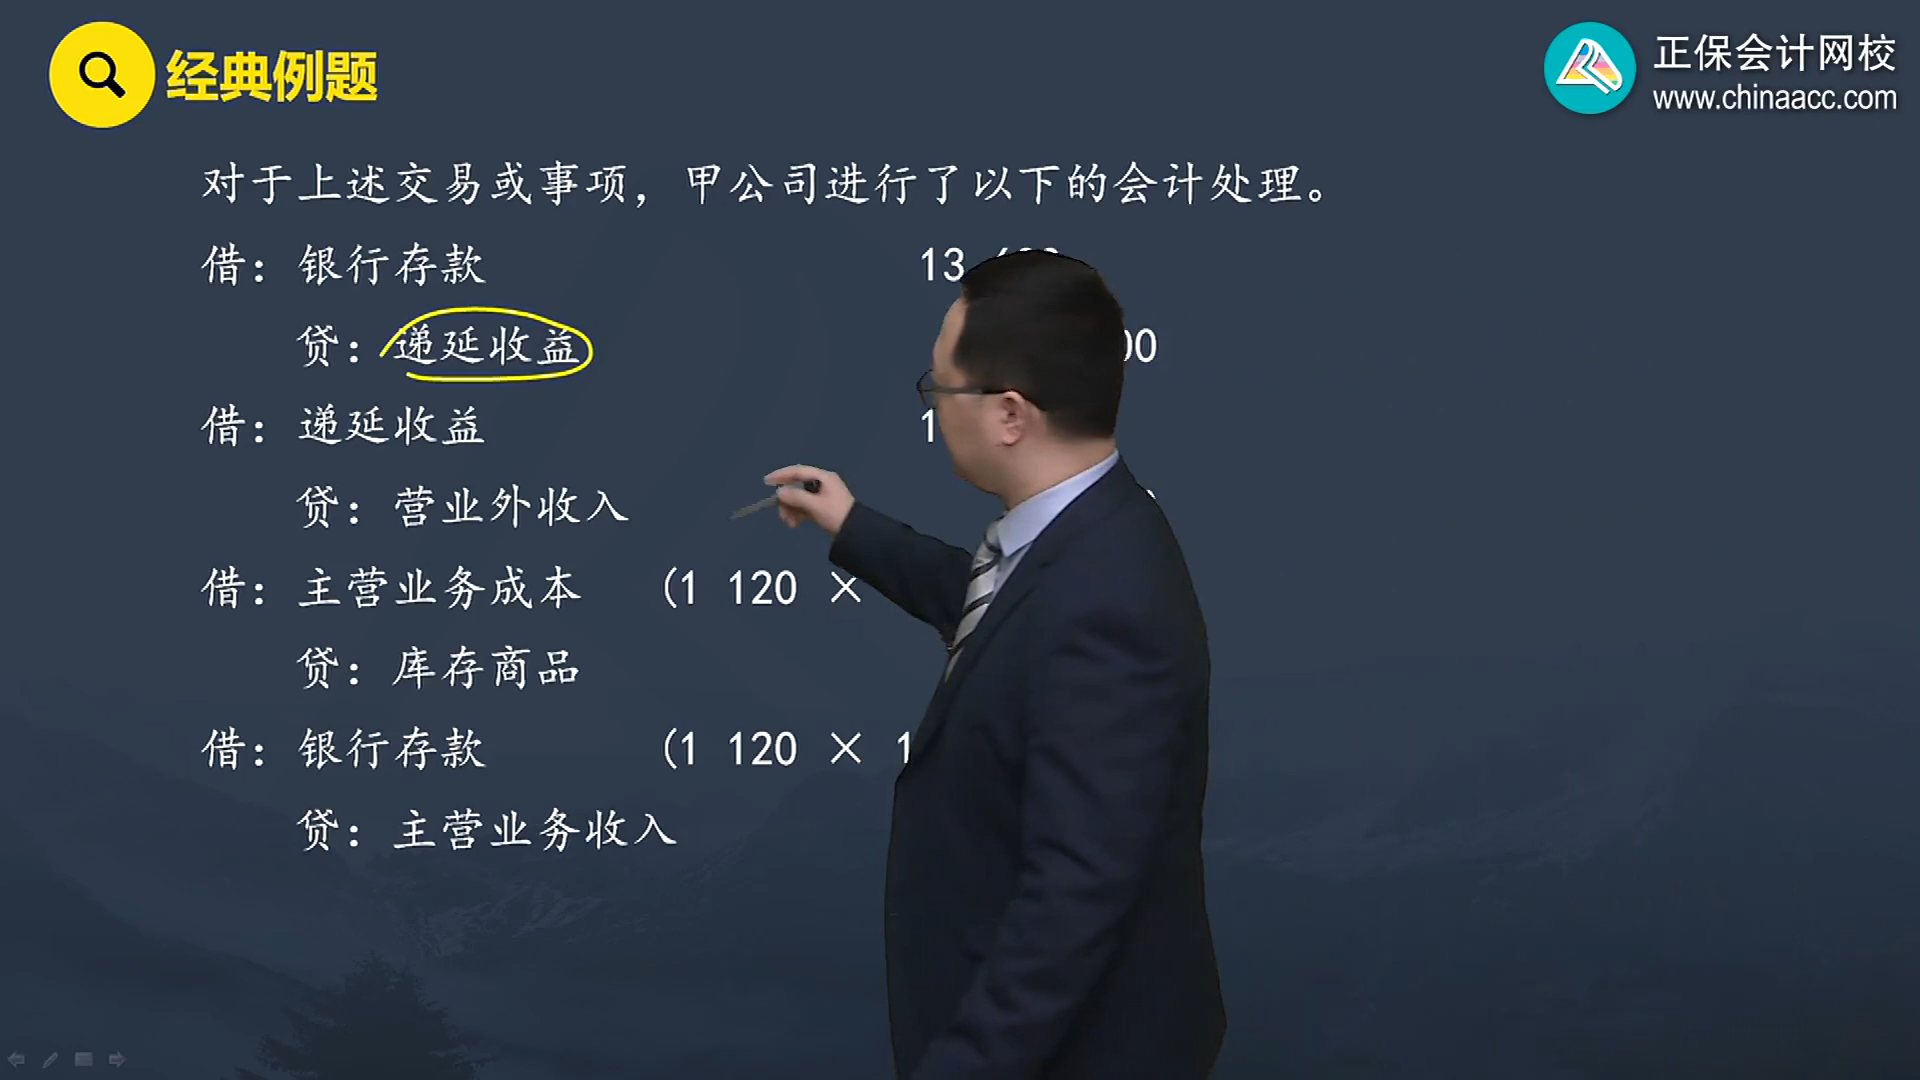 经典例题
正保会计网校
www.chinaacc.com
对于上述交易或事项，甲公司进行了以下的会计处理。
借：银行存款 13
贷：递延收益 00
借：递延收益 1
贷：营业外收入
借：主营业务成本 (1 120 ×
贷：库存商品
借：银行存款 (1 120 × 1
贷：主营业务收入